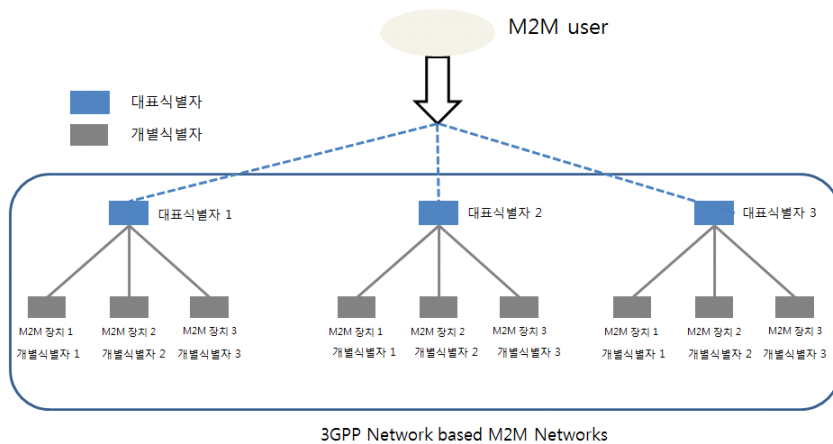 M2M user
대표식별자
개별식별자
대표식별자 1
대표식별자 2
대표식별자 3
M2M 장치 1
M2M 장치 2
M2M 장치 3
M2M 장치 1
M2M 장치 2
M2M 장치 3
M2M 장치 1
M2M 장치 2
M2M 장치 3
개별식별자 1
개별식별자 2
개별식별자 3
개별식별자 1
개별식별자 2
개별식별자 3
개별식별자 1
개별식별자 2
개별식별자 3
3GPP Network based M2M Networks